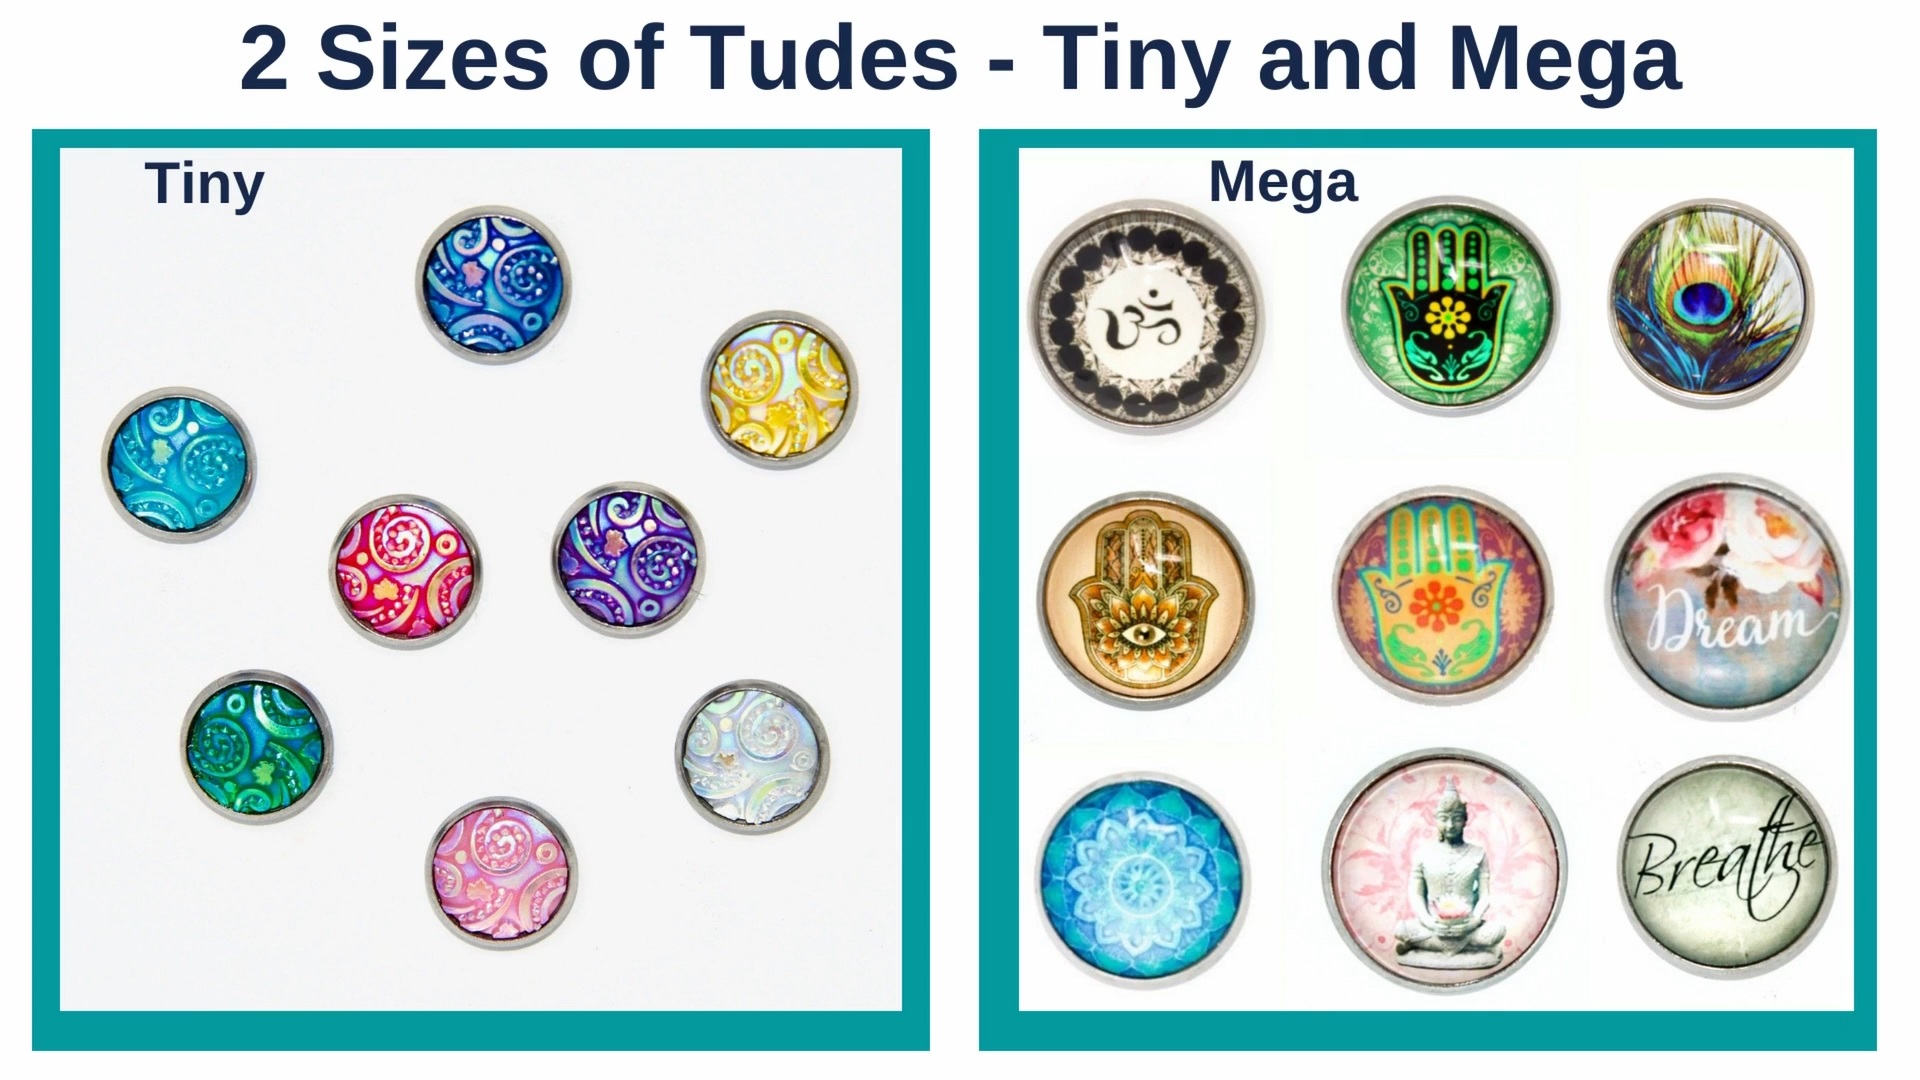 2 Sizes of Tudes - Tiny and Mega
Tiny
Mega
ॐ
Dream
Breathe